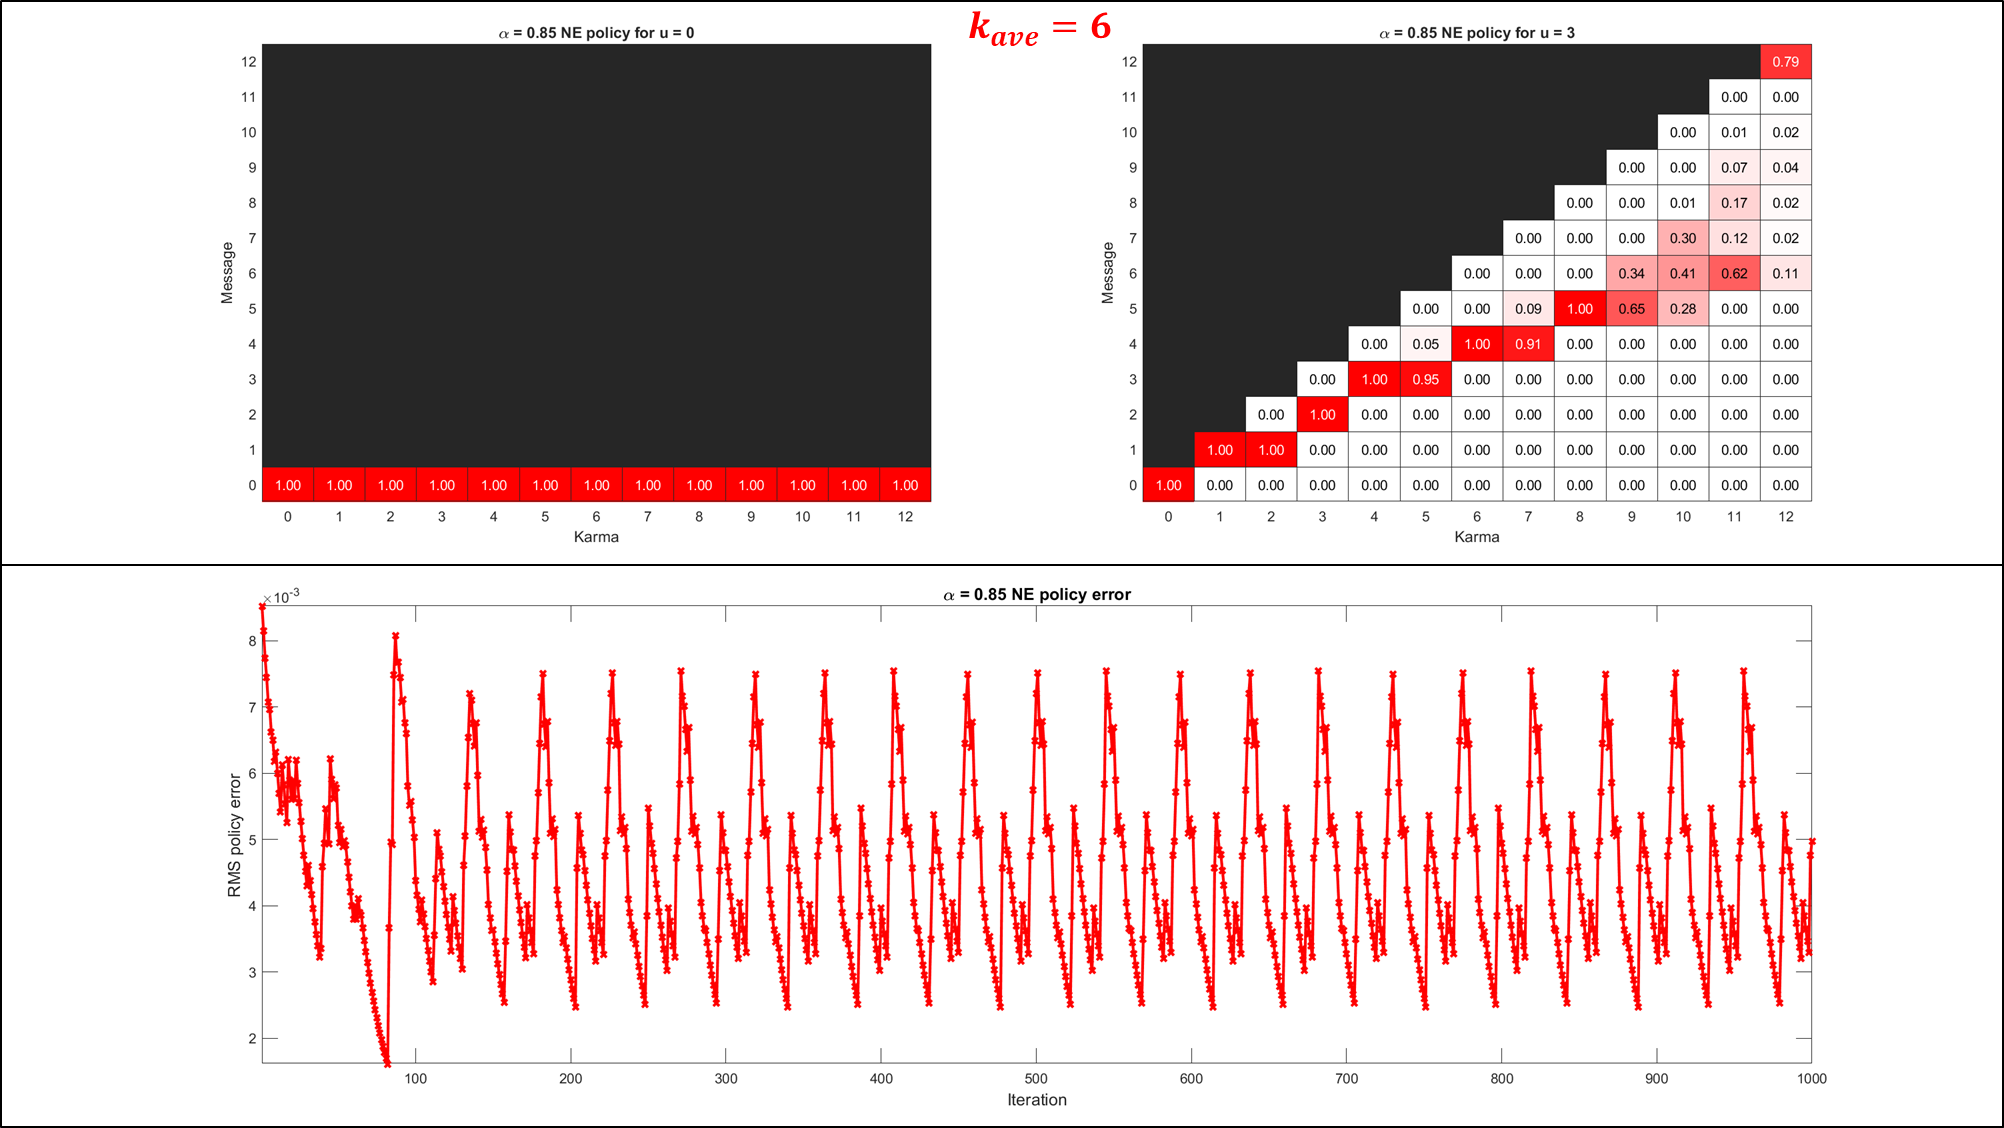 k_ave = 6
α = 0.85 NE policy for u = 0
Message
12
11
10
9
8
7
6
5
4
3
2
1
0 1.00 1.00 1.00 1.00 1.00 1.00 1.00 1.00 1.00 1.00 1.00 1.00 1.00
0 1 2 3 4 5 6 7 8 9 10 11 12
Karma
α = 0.85 NE policy for u = 3
Message
12 0.79
11 0.00 0.00
10 0.00 0.01 0.02
9 0.00 0.00 0.07 0.04
8 0.00 0.00 0.01 0.17 0.02
7 0.00 0.00 0.00 0.30 0.12 0.02
6 0.00 0.00 0.00 0.34 0.41 0.62 0.11
5 0.00 0.00 0.09 1.00 0.65 0.28 0.00 0.00
4 0.00 0.05 1.00 0.91 0.00 0.00 0.00 0.00 0.00
3 0.00 1.00 0.95 0.00 0.00 0.00 0.00 0.00 0.00 0.00
2 0.00 1.00 0.00 0.00 0.00 0.00 0.00 0.00 0.00 0.00 0.00
1 1.00 1.00 0.00 0.00 0.00 0.00 0.00 0.00 0.00 0.00 0.00 0.00
0 1.00 0.00 0.00 0.00 0.00 0.00 0.00 0.00 0.00 0.00 0.00 0.00 0.00
0 1 2 3 4 5 6 7 8 9 10 11 12
Karma
α = 0.85 NE policy error
×10⁻³
RMS policy error
8
7
6
5
4
3
2
100 200 300 400 500 600 700 800 900 1000
Iteration